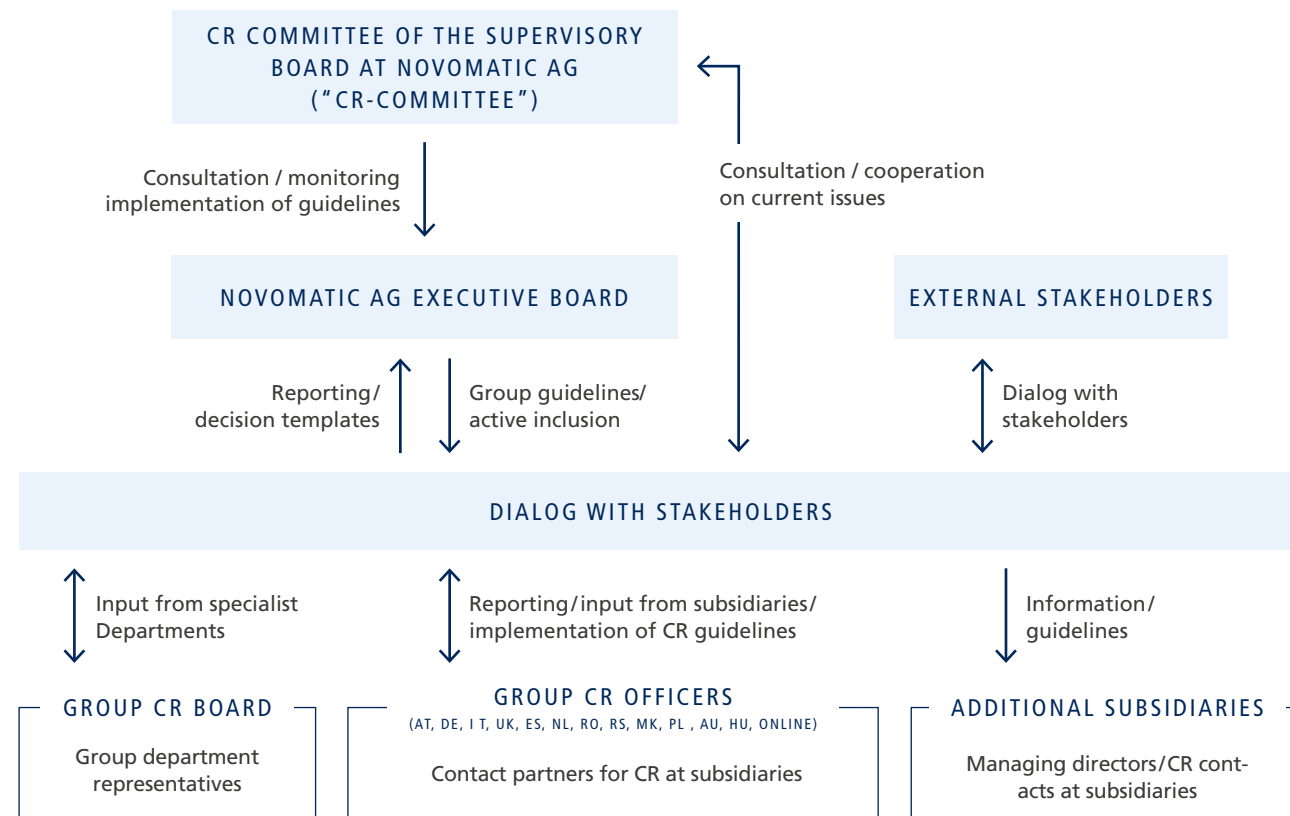 CR COMMITTEE OF THE SUPERVISORY
BOARD AT NOVOMATIC AG
("CR-COMMITTEE")
Consultation / monitoring
implementation of guidelines
Consultation / cooperation
on current issues
NOVOMATIC AG EXECUTIVE BOARD
EXTERNAL STAKEHOLDERS
Reporting/
decision templates
Group guidelines/
active inclusion
Dialog with
stakeholders
DIALOG WITH STAKEHOLDERS
Input from specialist
Departments
Reporting/input from subsidiaries/
implementation of CR guidelines
Information/
guidelines
GROUP CR BOARD
Group department
representatives
GROUP CR OFFICERS
(AT, DE, I T, UK, ES, NL, RO, RS, MK, PL , AU, HU, ONLINE)
Contact partners for CR at subsidiaries
ADDITIONAL SUBSIDIARIES
Managing directors/CR cont-
acts at subsidiaries